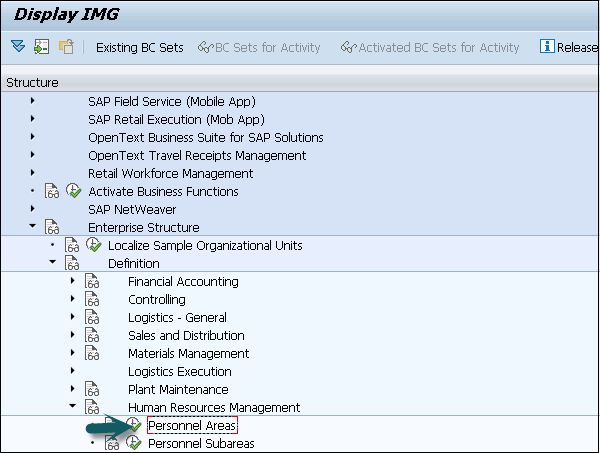 Display IMG
Existing BC Sets BC Sets for Activity Activated BC Sets for Activity Release
Structure
SAP Field Service (Mobile App)
SAP Retail Execution (Mob App)
OpenText Business Suite for SAP Solutions
OpenText Travel Receipts Management
Retail Workforce Management
Activate Business Functions
SAP NetWeaver
Enterprise Structure
Localize Sample Organizational Units
Definition
Financial Accounting
Controlling
Logistics - General
Sales and Distribution
Materials Management
Logistics Execution
Plant Maintenance
Human Resources Management
Personnel Areas
Personnel Subareas